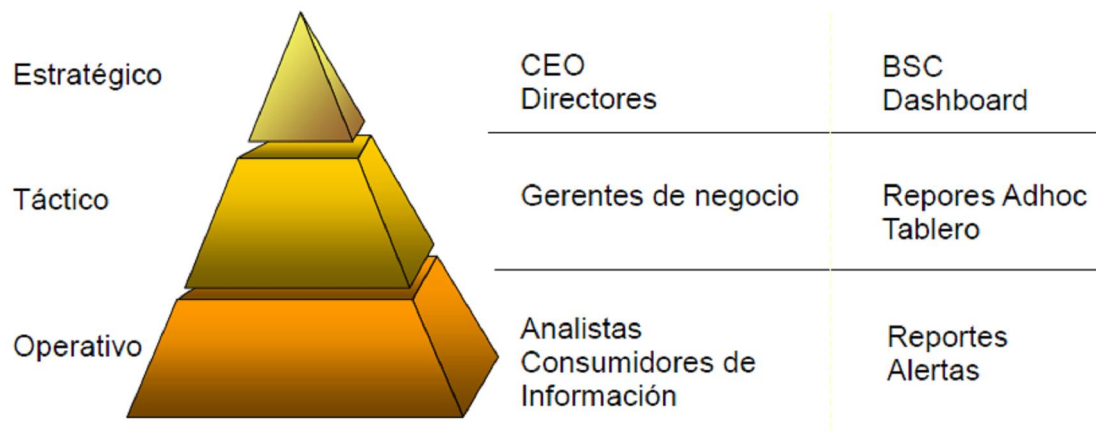 Estratégico
CEO
Directores
BSC
Dashboard
Táctico
Gerentes de negocio
Repores Adhoc
Tablero
Operativo
Analistas
Consumidores de
Información
Reportes
Alertas